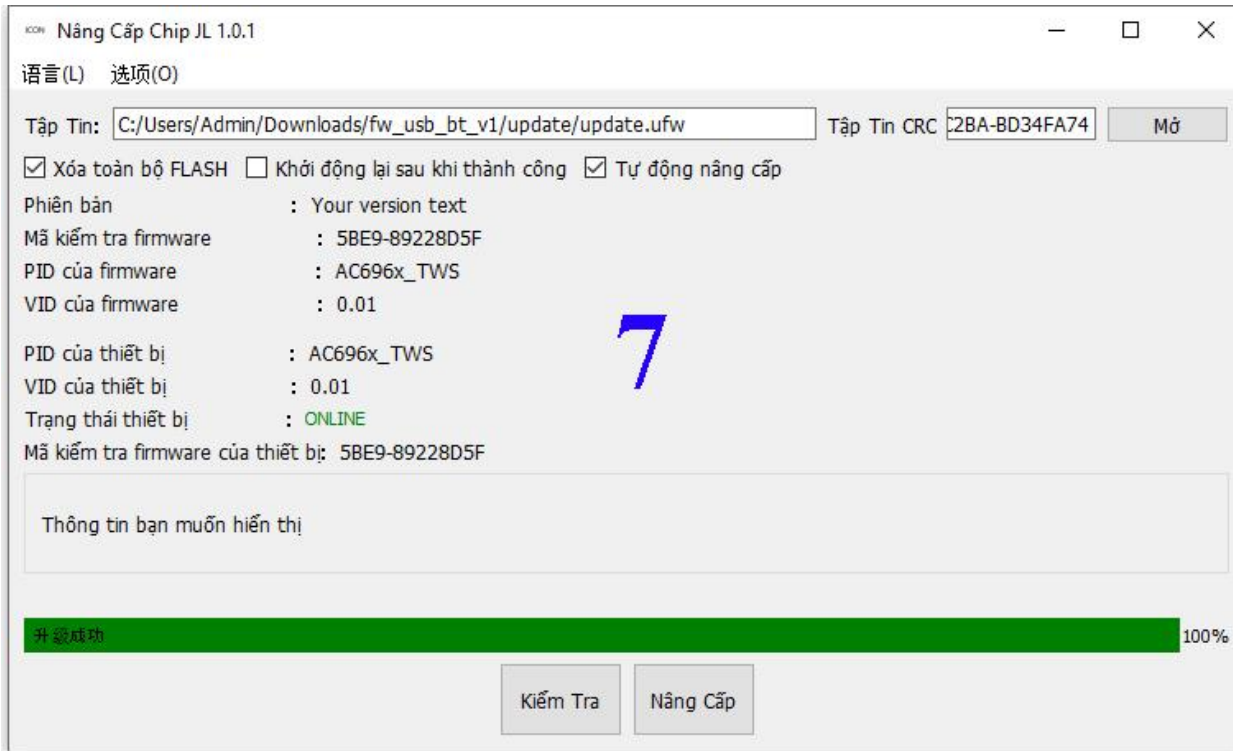 ICON Nâng Cấp Chip JL 1.0.1
语言(L) 选项(O)
Tập Tin: C:/Users/Admin/Downloads/fw_usb_bt_v1/update/update.ufw Tập Tin CRC C2BA-BD34FA74 Mở
Xóa toàn bộ FLASH Khởi động lại sau khi thành công Tự động nâng cấp
Phiên bản : Your version text
Mã kiểm tra firmware : 5BE9-89228D5F
PID của firmware : AC696x_TWS
VID của firmware : 0.01
7
PID của thiết bị : AC696x_TWS
VID của thiết bị : 0.01
Trạng thái thiết bị : ONLINE
Mã kiểm tra firmware của thiết bị: 5BE9-89228D5F
Thông tin bạn muốn hiển thị
升级成功 100%
Kiểm Tra Nâng Cấp